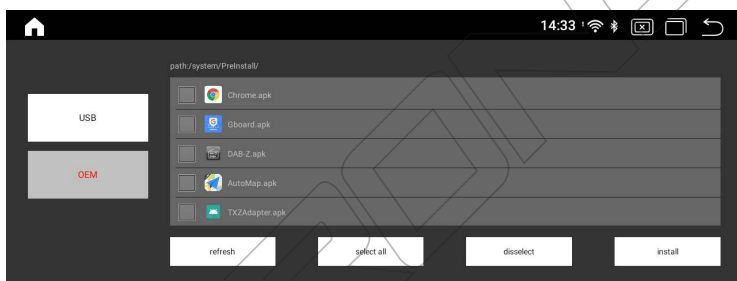 14:33
path:/system/PreInstall/
USB
OEM
Chrome.apk
Gboard.apk
DAB-Z.apk
AutoMap.apk
TXZAdapter.apk
refresh
select all
disselect
install